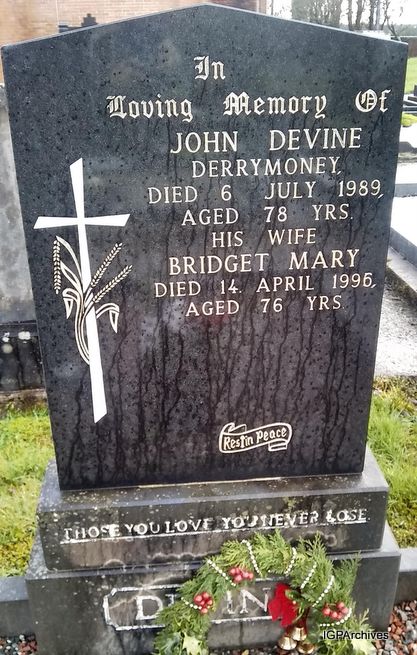 In
Loving Memory Of
JOHN DEVINE
DERRYMONEY,
DIED 6 JULY 1989,
AGED 78 YRS.
HIS WIFE
BRIDGET MARY
DIED 14. APRIL 1996,
AGED 76 YRS.
Rest in Peace
THOSE YOU LOVE YOU NEVER LOSE
IGPArchives